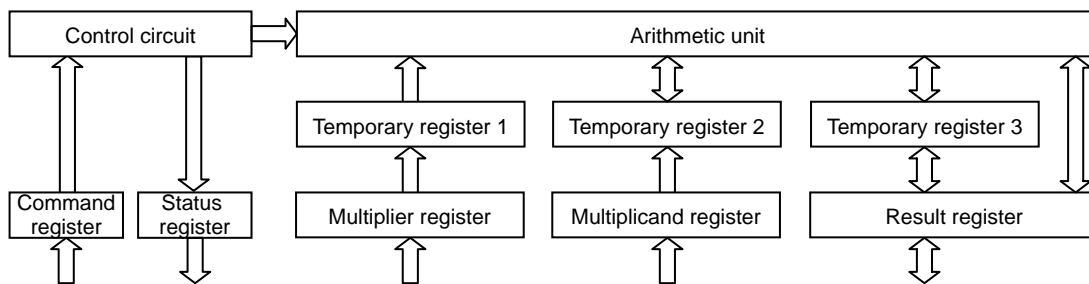 Control circuit
Arithmetic unit
Temporary register 1
Temporary register 2
Temporary register 3
Command
register
Status
register
Multiplier register
Multiplicand register
Result register